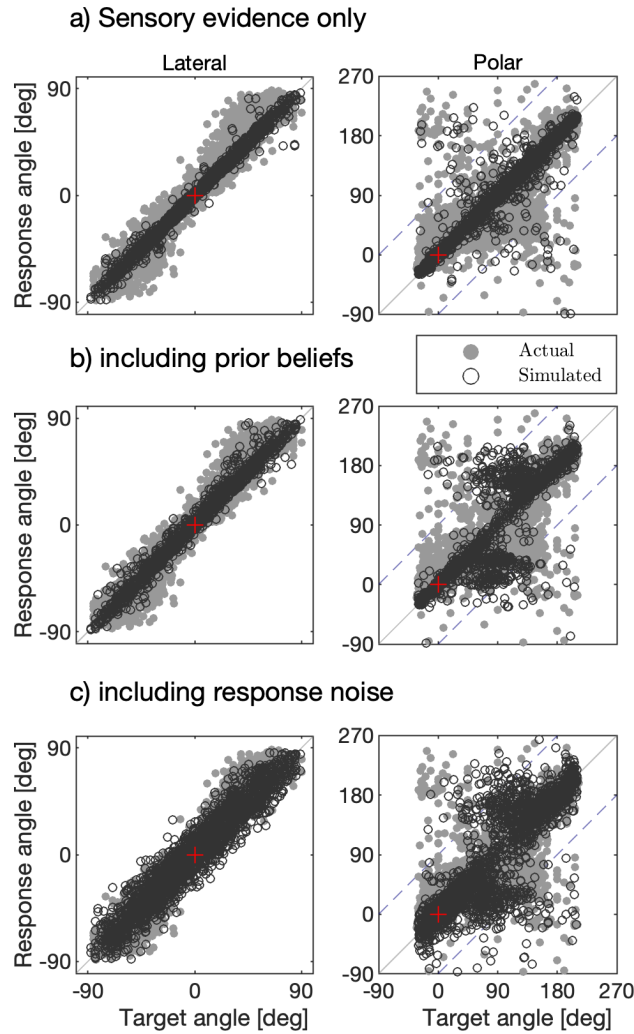 a) Sensory evidence only
Lateral
Polar
Response angle [deg]
90
0
-90
270
180
90
0
-90
Actual
Simulated
b) including prior beliefs
Response angle [deg]
90
0
-90
270
180
90
0
-90
c) including response noise
Response angle [deg]
90
0
-90
270
180
90
0
-90
-90 0 90
-90 0 90 180 270
Target angle [deg]
Target angle [deg]